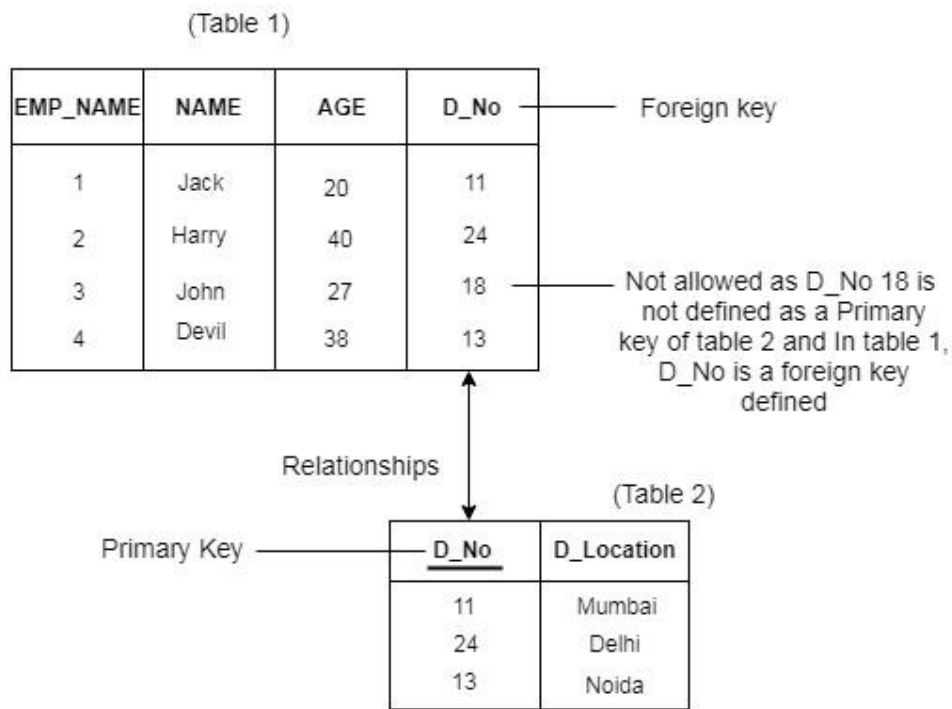 (Table 1)
EMP_NAME NAME AGE D_No Foreign key
1 Jack 20 11
2 Harry 40 24
3 John 27 18
4 Devil 38 13
Not allowed as D_No 18 is
not defined as a Primary
key of table 2 and In table 1,
D_No is a foreign key
defined
Relationships
(Table 2)
Primary Key D_No D_Location
11 Mumbai
24 Delhi
13 Noida